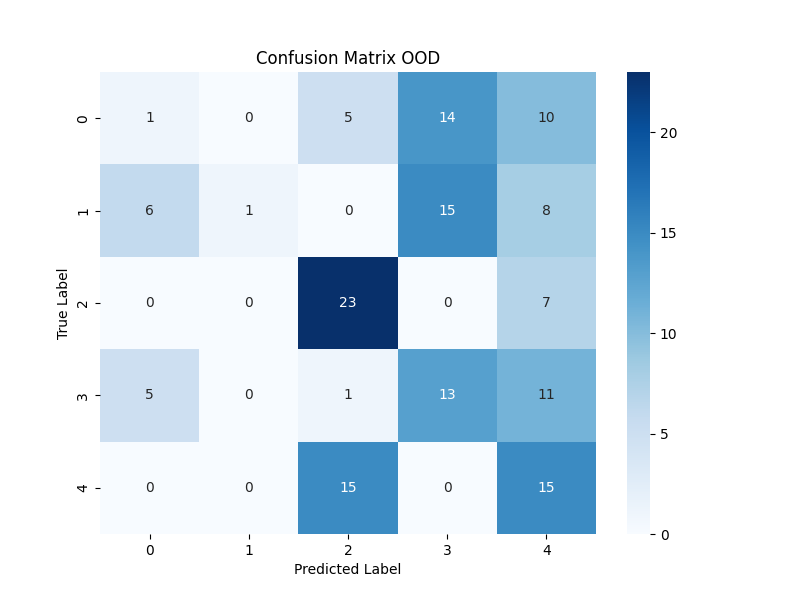 Confusion Matrix OOD
0 1 0 5 14 10
1 6 1 0 15 8
2 0 0 23 0 7
3 5 0 1 13 11
4 0 0 15 0 15
0 1 2 3 4
True Label
Predicted Label
20
15
10
5
0